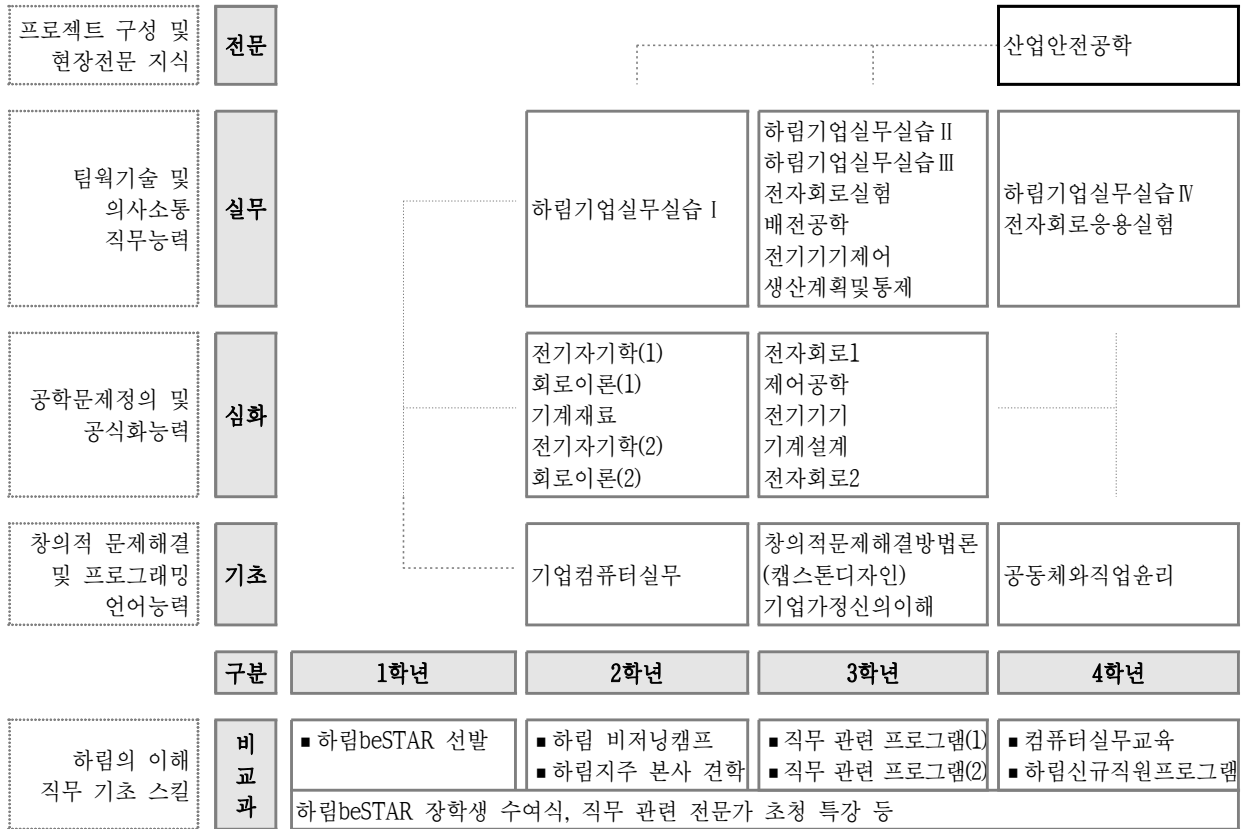 프로젝트 구성 및
현장전문 지식
전문
산업안전공학
팀웍기술 및
의사소통
직무능력
실무
하림기업실무실습Ⅰ
하림기업실무실습Ⅱ
하림기업실무실습Ⅲ
전자회로실험
배전공학
전기기기제어
생산계획및통제
하림기업실무실습Ⅳ
전자회로응용실험
공학문제정의 및
공식화능력
심화
전기자기학(1)
회로이론(1)
기계재료
전기자기학(2)
회로이론(2)
전자회로1
제어공학
전기기기
기계설계
전자회로2
창의적 문제해결
및 프로그래밍
언어능력
기초
기업컴퓨터실무
창의적문제해결방법론
(캡스톤디자인)
기업가정신의이해
공동체와직업윤리
구분
1학년
2학년
3학년
4학년
하림의 이해
직무 기초 스킬
비
교
과
▪하림beSTAR 선발
▪하림 비저닝캠프
▪하림지주 본사 견학
▪직무 관련 프로그램(1)
▪직무 관련 프로그램(2)
▪컴퓨터실무교육
▪하림신규직원프로그램
하림beSTAR 장학생 수여식, 직무 관련 전문가 초청 특강 등